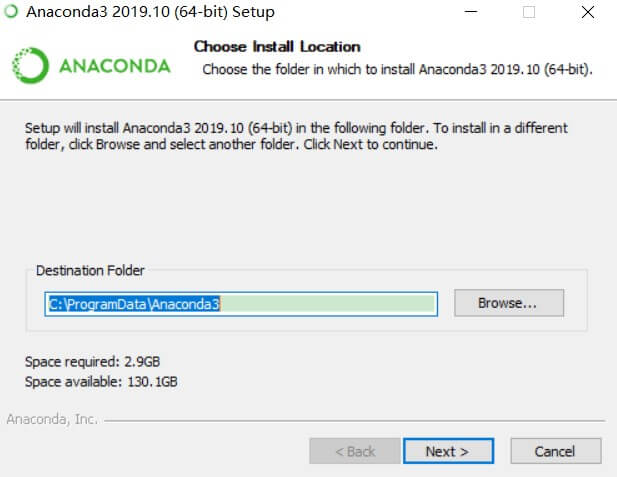 Anaconda3 2019.10 (64-bit) Setup
Choose Install Location
ANACONDA
Choose the folder in which to install Anaconda3 2019.10 (64-bit).
Setup will install Anaconda3 2019.10 (64-bit) in the following folder. To install in a different
folder, click Browse and select another folder. Click Next to continue.
Destination Folder
C:\ProgramData\Anaconda3
Browse...
Space required: 2.9GB
Space available: 130.1GB
Anaconda, Inc.
< Back
Next >
Cancel